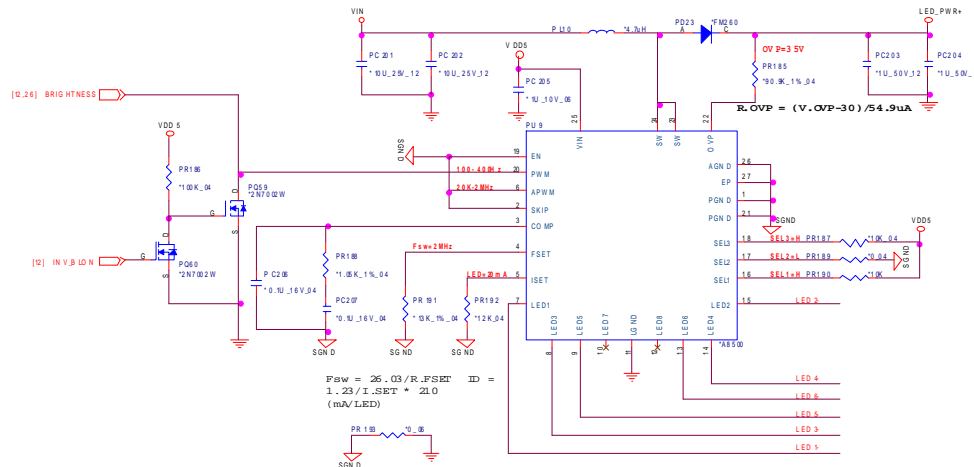 VIN
PL10
*4.7uH
PD23
*FM260
A
C
LED_PWR+
VDD5
OVP=35V
PC201
*10U_25V_12
PC202
*10U_25V_12
PC205
*1U_10V_06
PR185
*90.9K_1%_04
PC203
*1U_50V_12
PC204
*1U_50V_
R.OVP = (V.OVP-30)/54.9uA
[12,26] BRIGHTNESS
VDD5
PR186
*100K_04
PQ59
*2N7002W
D
G
S
[12] INV_BLON
PQ60
*2N7002W
D
G
S
SGND
PU9
25
24
23
22
VIN
SW
SW
OVP
19
EN
20
PWM
100-400Hz
6
APWM
20K-2MHz
2
SKIP
3
COMP
4
FSET
Fsw=2MHz
5
ISET
LED=20mA
7
LED1
AGND
26
EP
27
PGND
1
PGND
21
SGND
SEL3
18
SEL3=H
PR187
*10K_04
SEL2
17
SEL2=L
PR189
*0_04
SEL1
16
SEL1=H
PR190
*10K
VDD5
SGND
LED2
15
LED2-
*A8500
LED3
LED5
LED7
LGND
LED8
LED6
LED4
8
9
10
11
12
13
14
PC206
*0.1U_16V_04
PR188
*1.05K_1%_04
PC207
*0.1U_16V_04
SGND
PR191
*13K_1%_04
SGND
PR192
*12K_04
SGND
Fsw = 26.03/R.FSET ID =
1.23/I.SET * 210
(mA/LED)
PR193
*0_06
SGND
LED4-
LED6-
LED5-
LED3-
LED1-